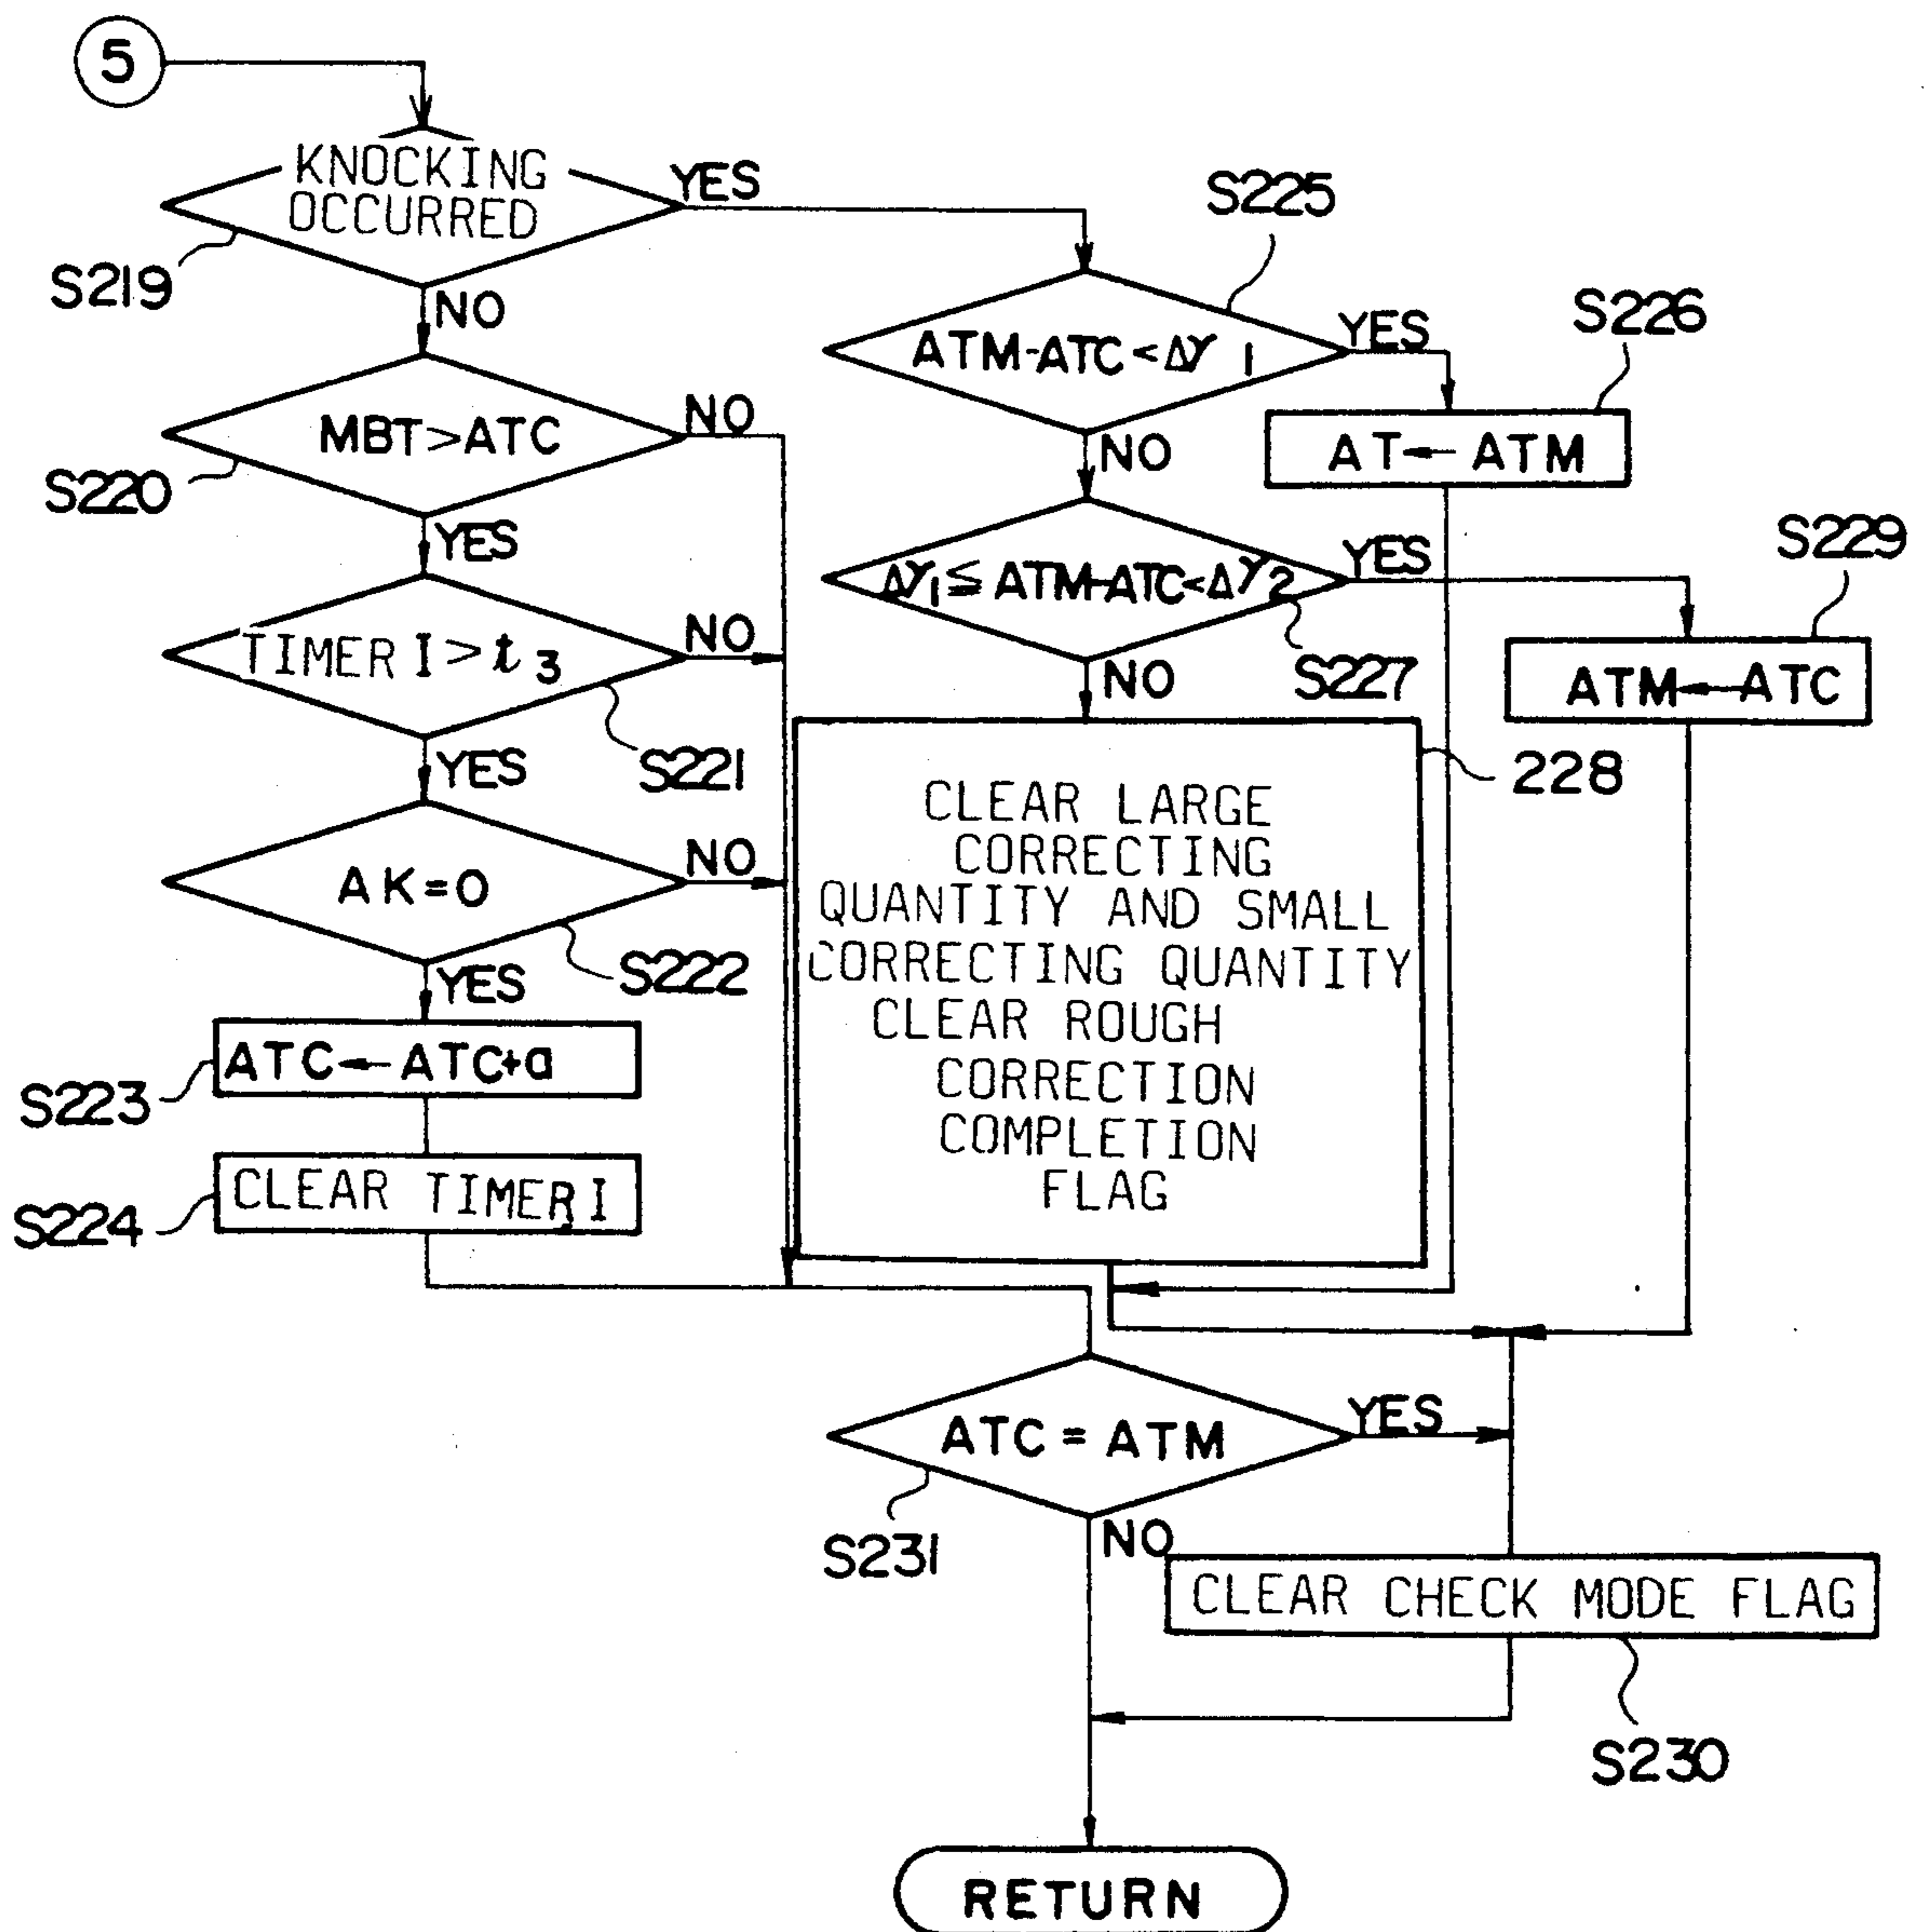 5
KNOCKING
OCCURRED
YES
S219
NO
S225
ATM-ATC<Δγ1
YES
S226
AT←ATM
NO
MBT>ATC
NO
S220
YES
Δγ1≦ATM-ATC<Δγ2
YES
S229
S227
ATM←ATC
NO
TIMER I>t3
NO
S221
YES
228
CLEAR LARGE
CORRECTING
QUANTITY AND SMALL
CORRECTING QUANTITY
CLEAR ROUGH
CORRECTION
COMPLETION
FLAG
AK=0
NO
S222
YES
ATC←ATC+a
S223
CLEAR TIMER I
S224
ATC=ATM
YES
S231
NO
CLEAR CHECK MODE FLAG
S230
RETURN